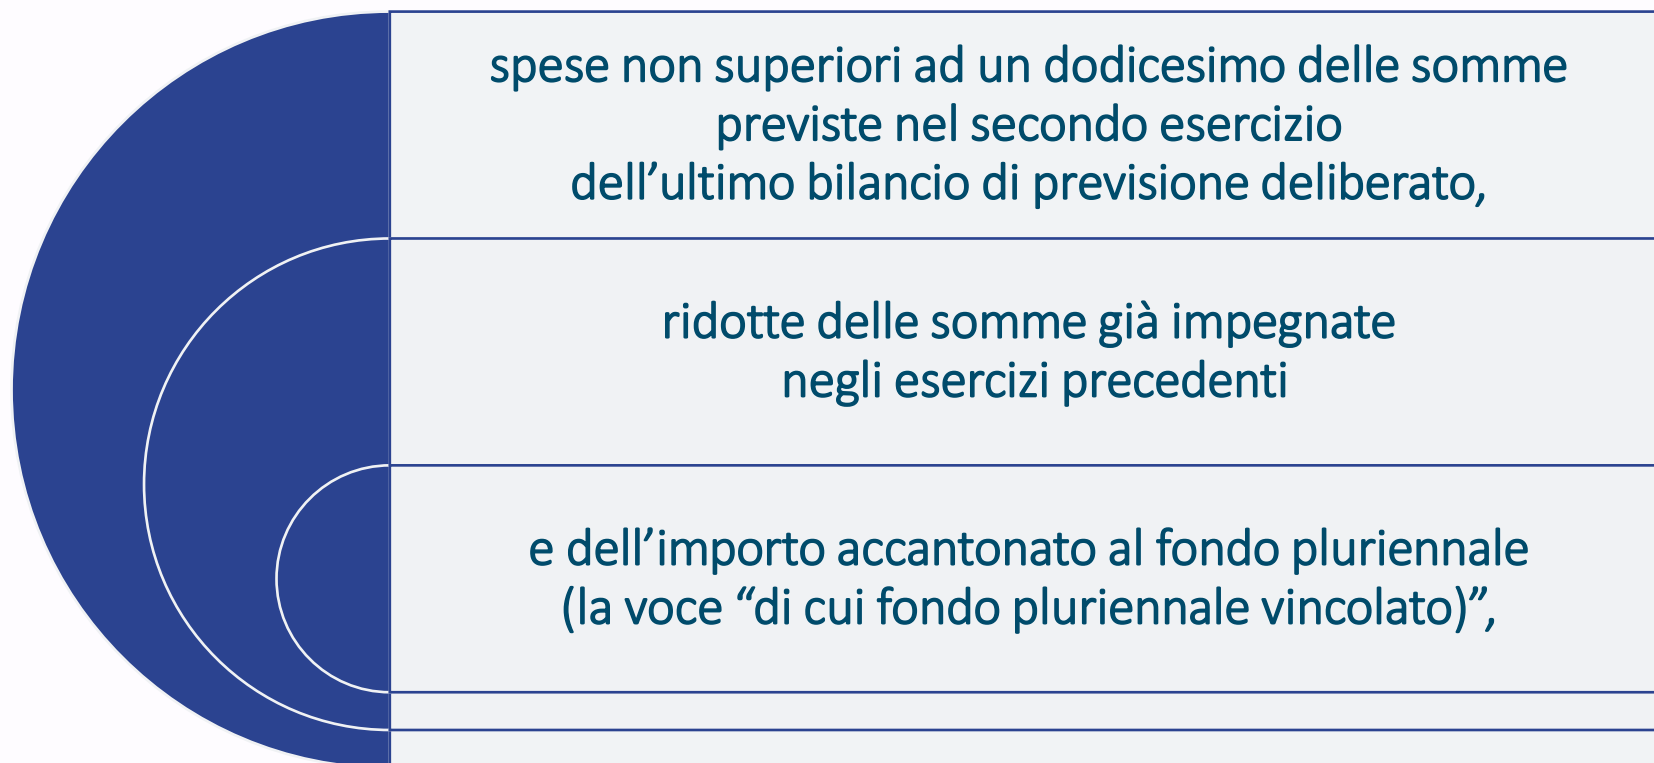 spese non superiori ad un dodicesimo delle somme
previste nel secondo esercizio
dell’ultimo bilancio di previsione deliberato,
ridotte delle somme già impegnate
negli esercizi precedenti
e dell’importo accantonato al fondo pluriennale
(la voce “di cui fondo pluriennale vincolato)”,